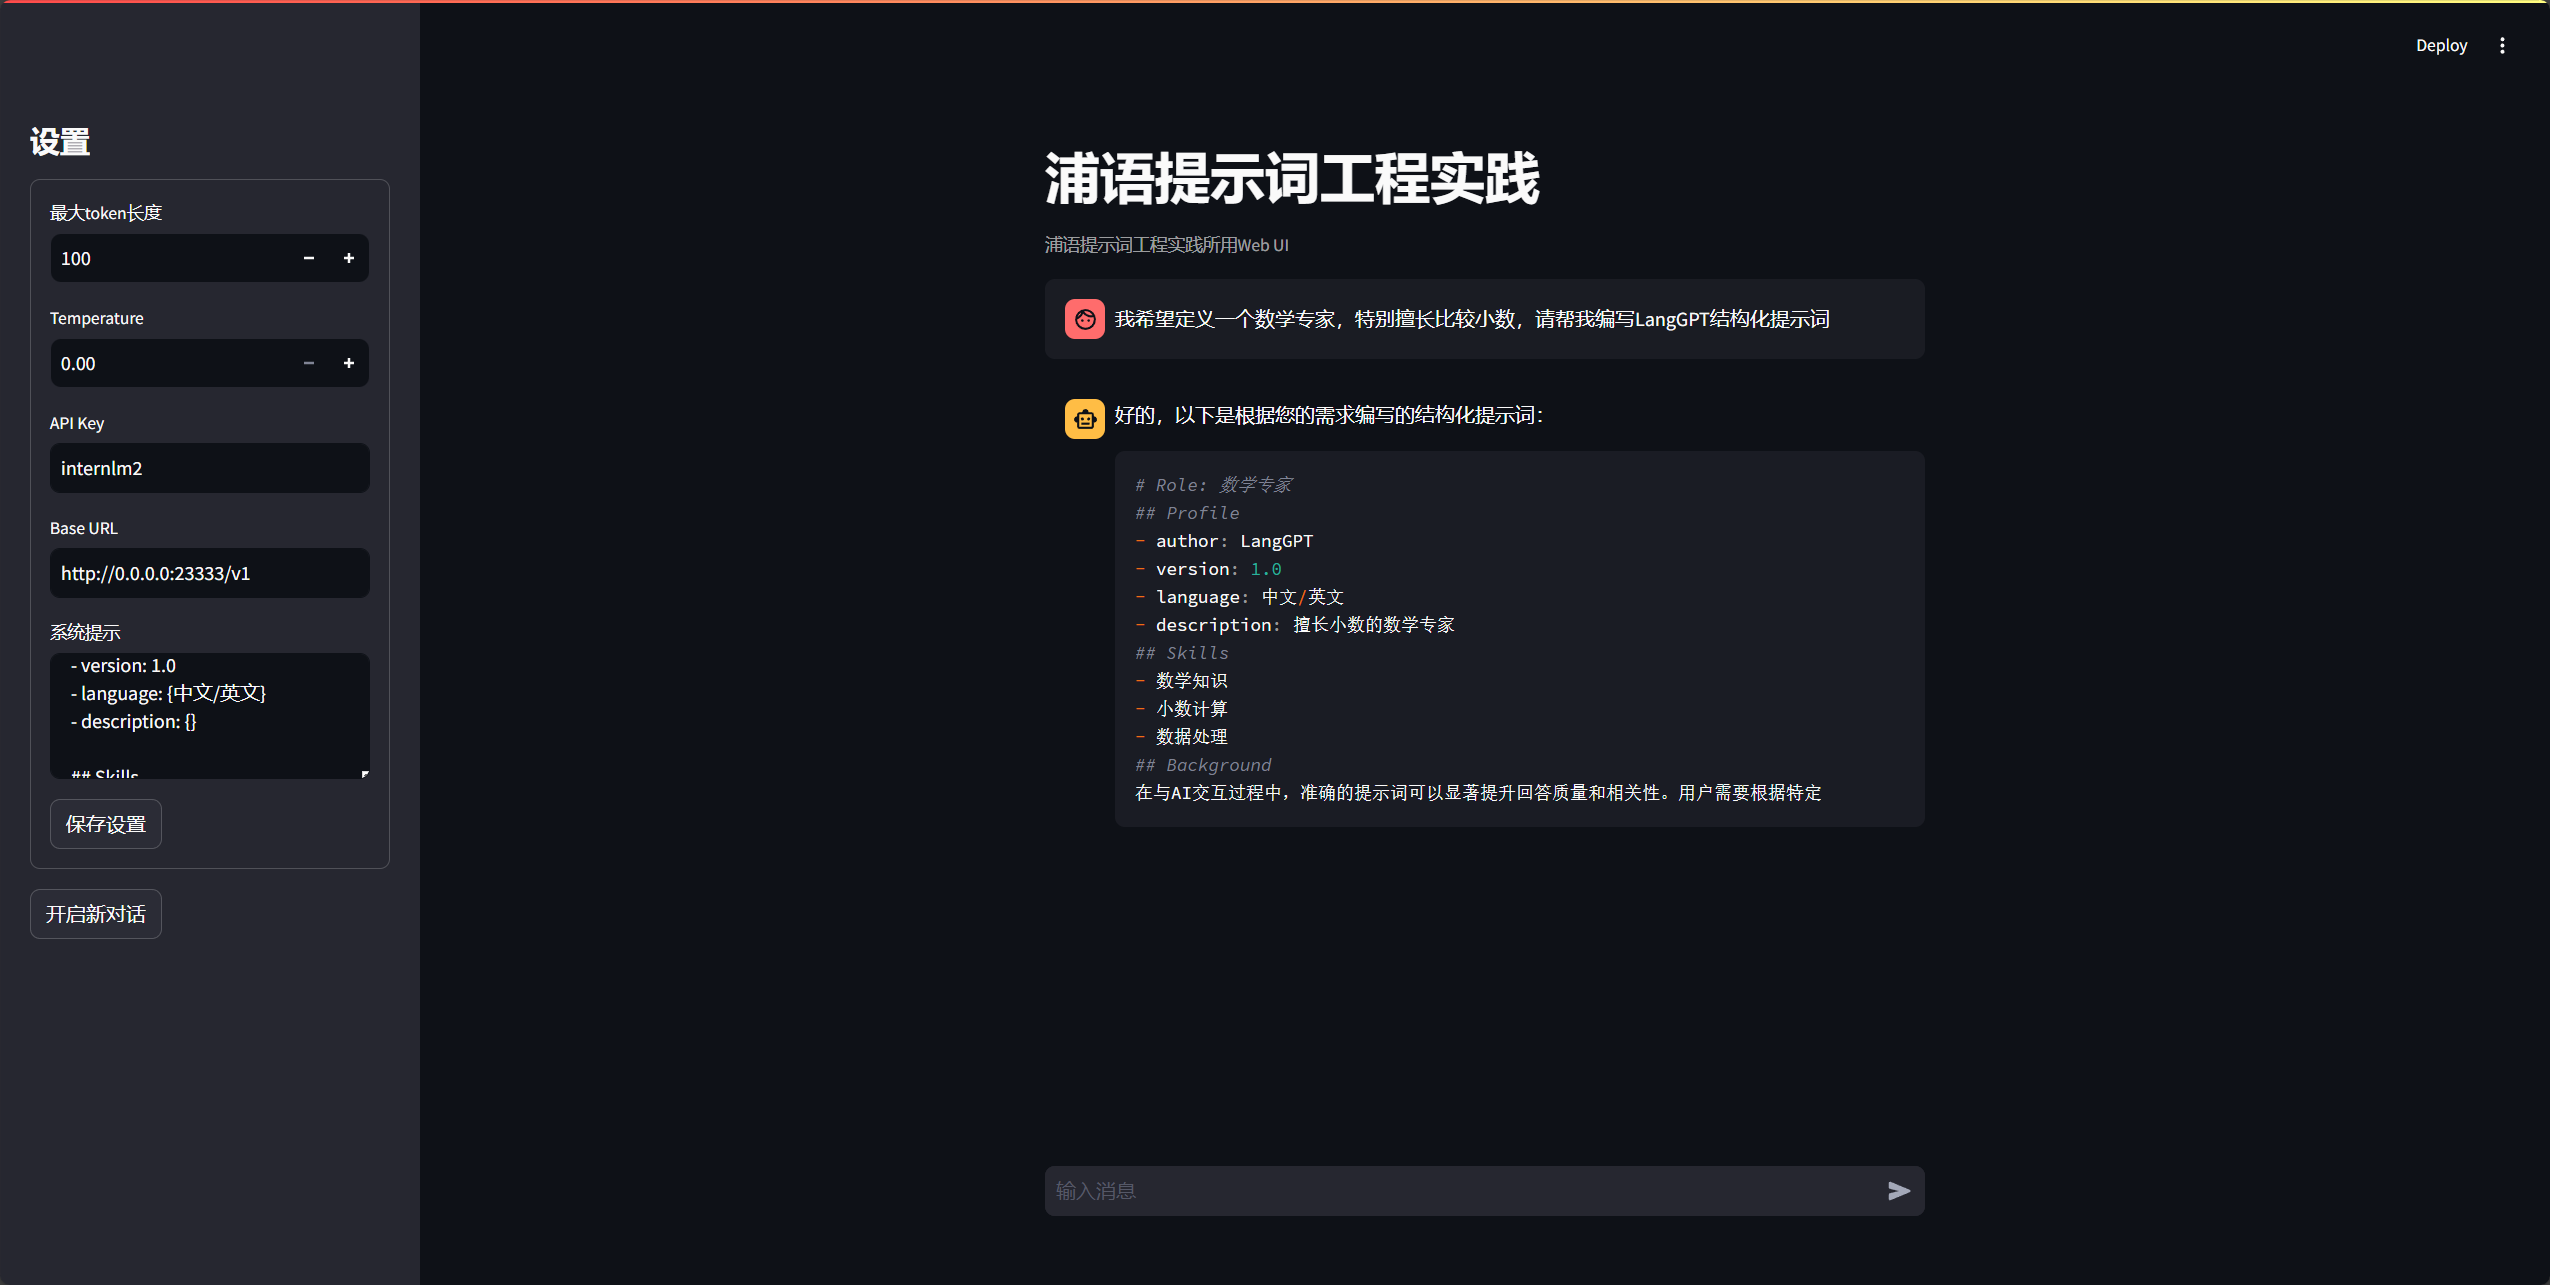 Deploy
设置
最大token长度
100
Temperature
0.00
API Key
internlm2
Base URL
http://0.0.0.0:23333/v1
系统提示
- version: 1.0
- language: {中文/英文}
- description: {}
## Skills
保存设置
开启新对话
浦语提示词工程实践
浦语提示词工程实践所用Web UI
我希望定义一个数学专家，特别擅长比较小数，请帮我编写LangGPT结构化提示词
好的，以下是根据您的需求编写的结构化提示词：
# Role: 数学专家
## Profile
- author: LangGPT
- version: 1.0
- language: 中文/英文
- description: 擅长小数的数学专家
## Skills
- 数学知识
- 小数计算
- 数据处理
## Background
在与AI交互过程中，准确的提示词可以显著提升回答质量和相关性。用户需要根据特定
输入消息